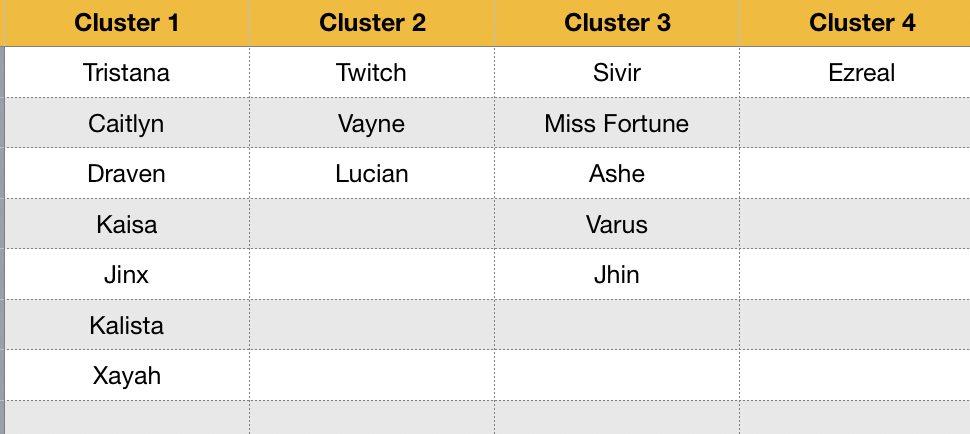 Cluster 1 Cluster 2 Cluster 3 Cluster 4
Tristana Twitch Sivir Ezreal
Caitlyn Vayne Miss Fortune
Draven Lucian Ashe
Kaisa Varus
Jinx Jhin
Kalista
Xayah